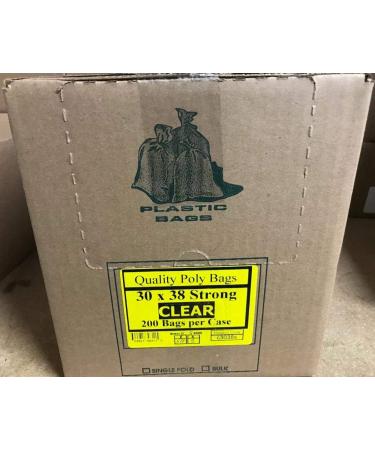 PLASTIC
BAGS
Quality Poly Bags
30 x 38 Strong
CLEAR
200 Bags per Case
SINGLE FOLD
BULK